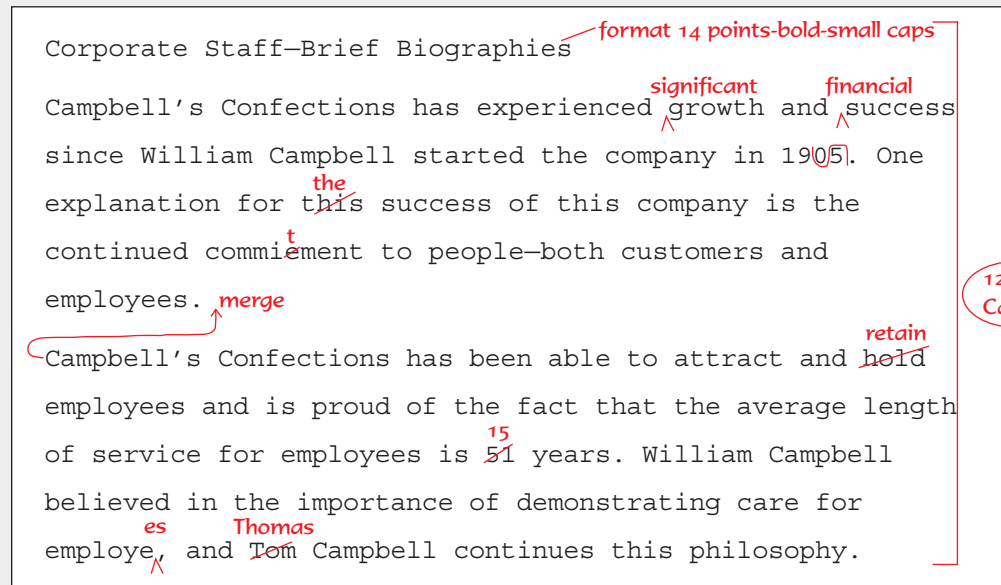 format 14 points-bold-small caps
Corporate Staff—Brief Biographies
significant financial
Campbell's Confections has experienced growth and success
since William Campbell started the company in 1905. One
the
explanation for this success of this company is the
t
continued commiement to people—both customers and
employees. merge
12
Campbell's Confections has been able to attract and hold
retain
employees and is proud of the fact that the average length
15
of service for employees is 51 years. William Campbell
believed in the importance of demonstrating care for
es Thomas
employe, and Tom Campbell continues this philosophy.